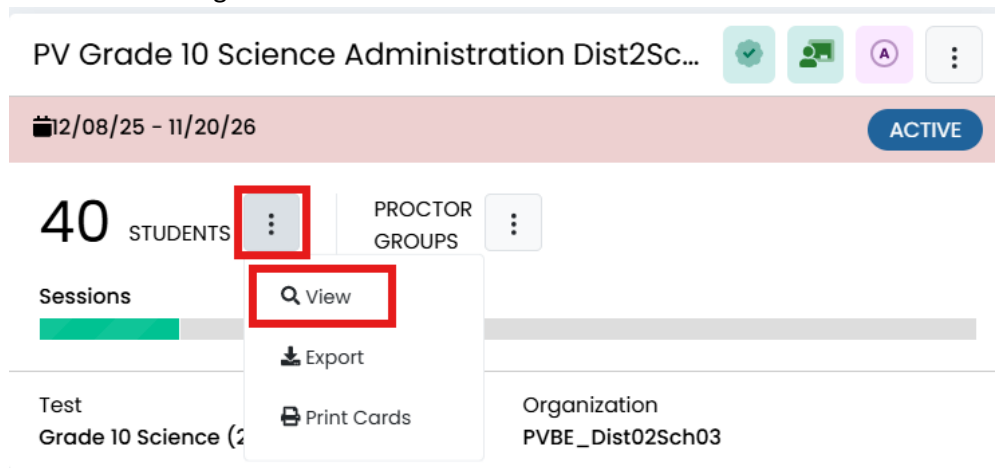 PV Grade 10 Science Administration Dist2Sc...
A
12/08/25 - 11/20/26
ACTIVE
40 STUDENTS
PROCTOR
GROUPS
Sessions
View
Export
Print Cards
Test
Grade 10 Science (2
Organization
PVBE_Dist02Sch03